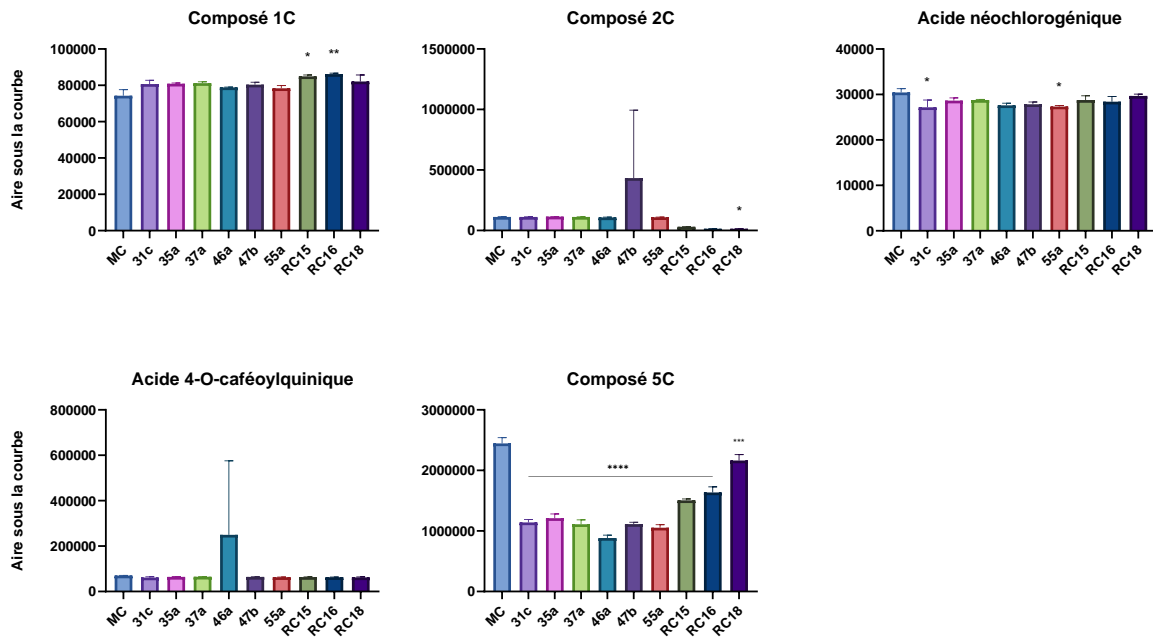 Composé 1C
Aire sous la courbe
100000
80000
60000
40000
20000
0
*
**
MC 31c 35a 37a 46a 47b 55a RC15 RC16 RC18
Composé 2C
1500000
1000000
500000
0
*
MC 31c 35a 37a 46a 47b 55a RC15 RC16 RC18
Acide néochlorogénique
40000
30000
20000
10000
0
*
*
MC 31c 35a 37a 46a 47b 55a RC15 RC16 RC18
Acide 4-O-caféoylquinique
Aire sous la courbe
800000
600000
400000
200000
0
MC 31c 35a 37a 46a 47b 55a RC15 RC16 RC18
Composé 5C
3000000
2000000
1000000
0
****
***
MC 31c 35a 37a 46a 47b 55a RC15 RC16 RC18